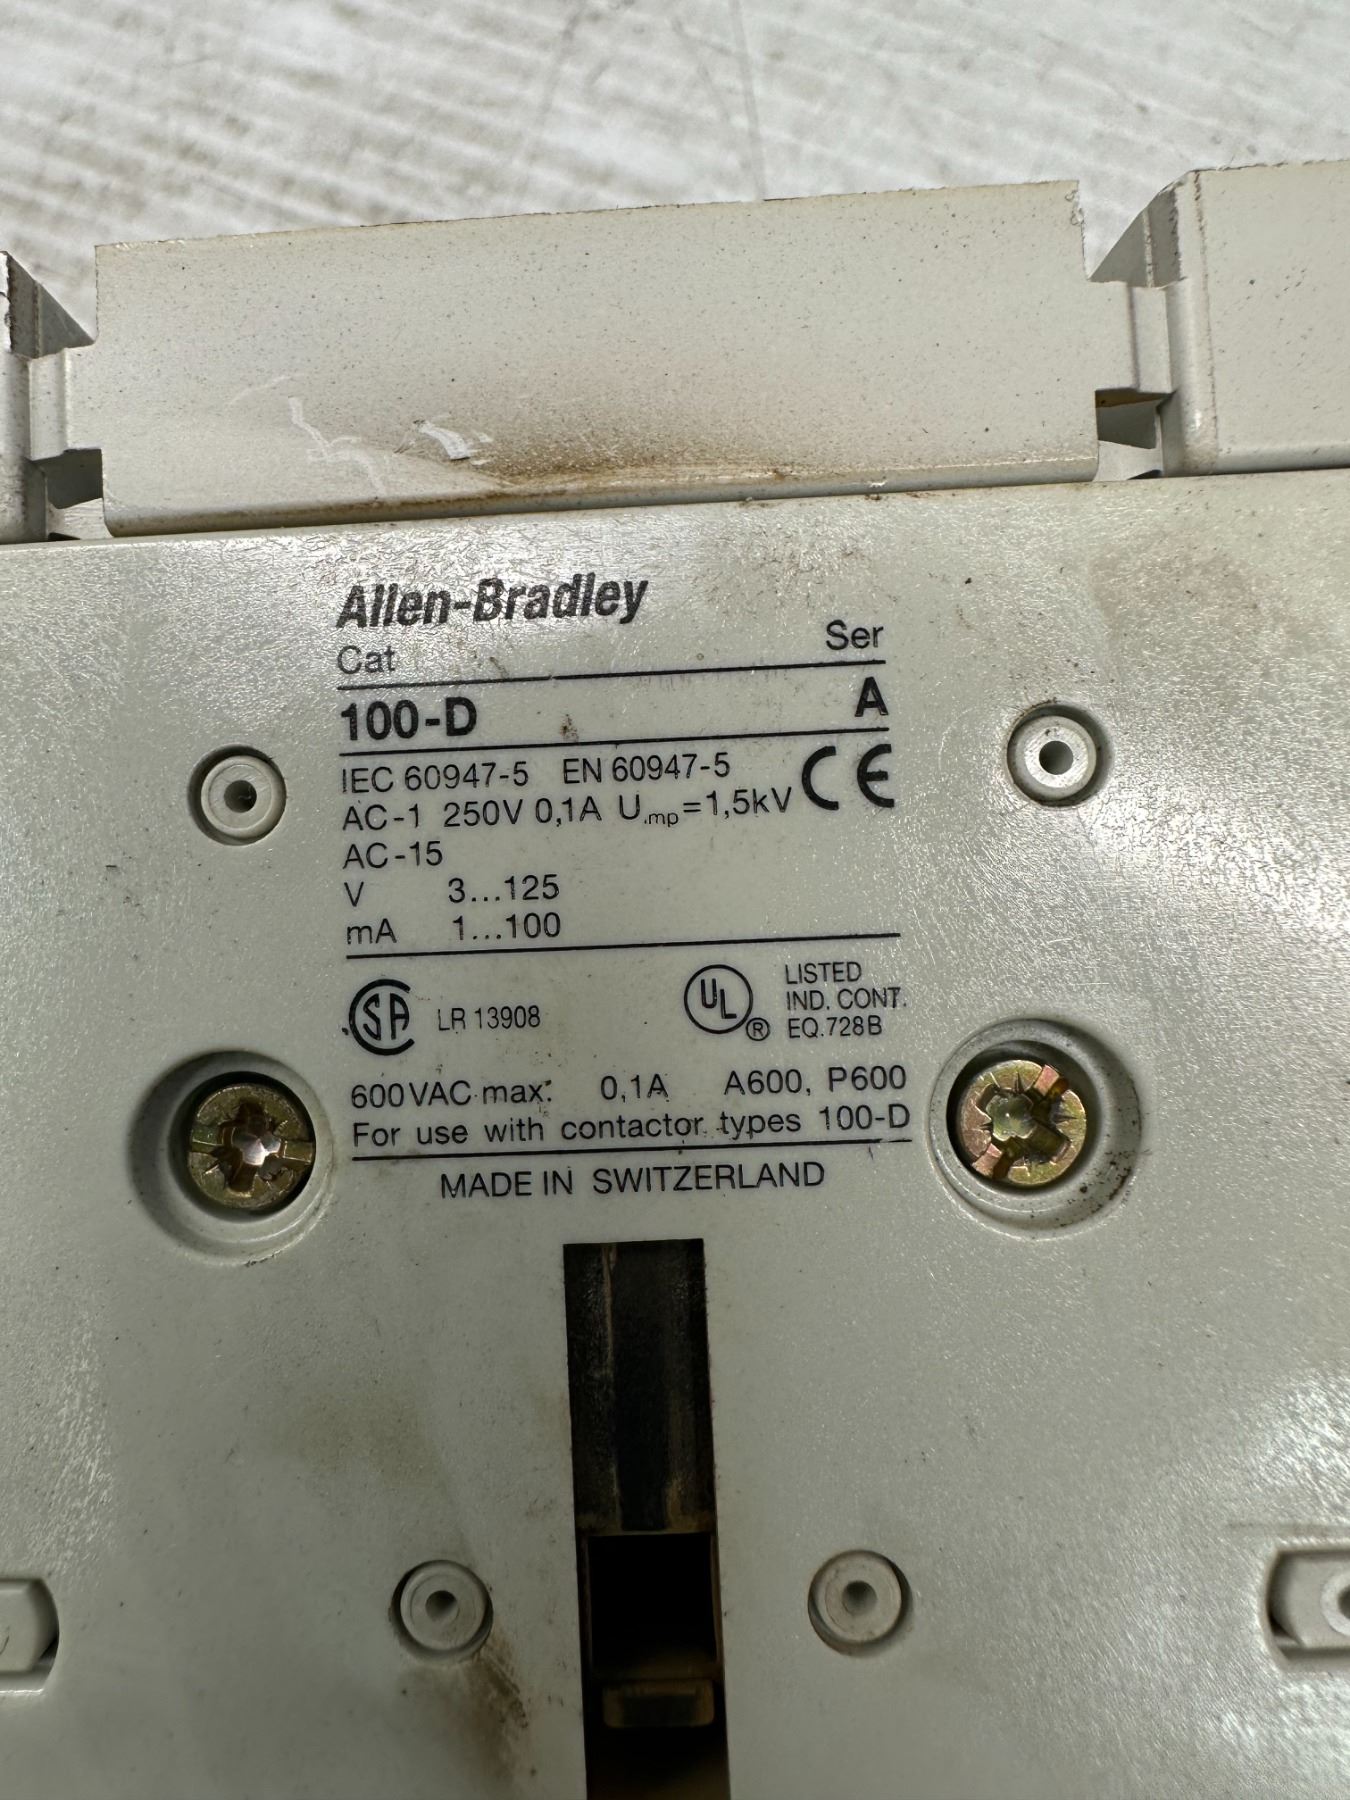 Allen-Bradley
Cat Ser
100-D A
IEC 60947-5 EN 60947-5 CE
AC-1 250V 0,1A Uimp=1,5kV
AC-15
V 3...125
mA 1...100
SA LR 13908 UL ® LISTED
IND. CONT.
EQ.728B
600VAC max. 0,1A A600, P600
For use with contactor types 100-D
MADE IN SWITZERLAND